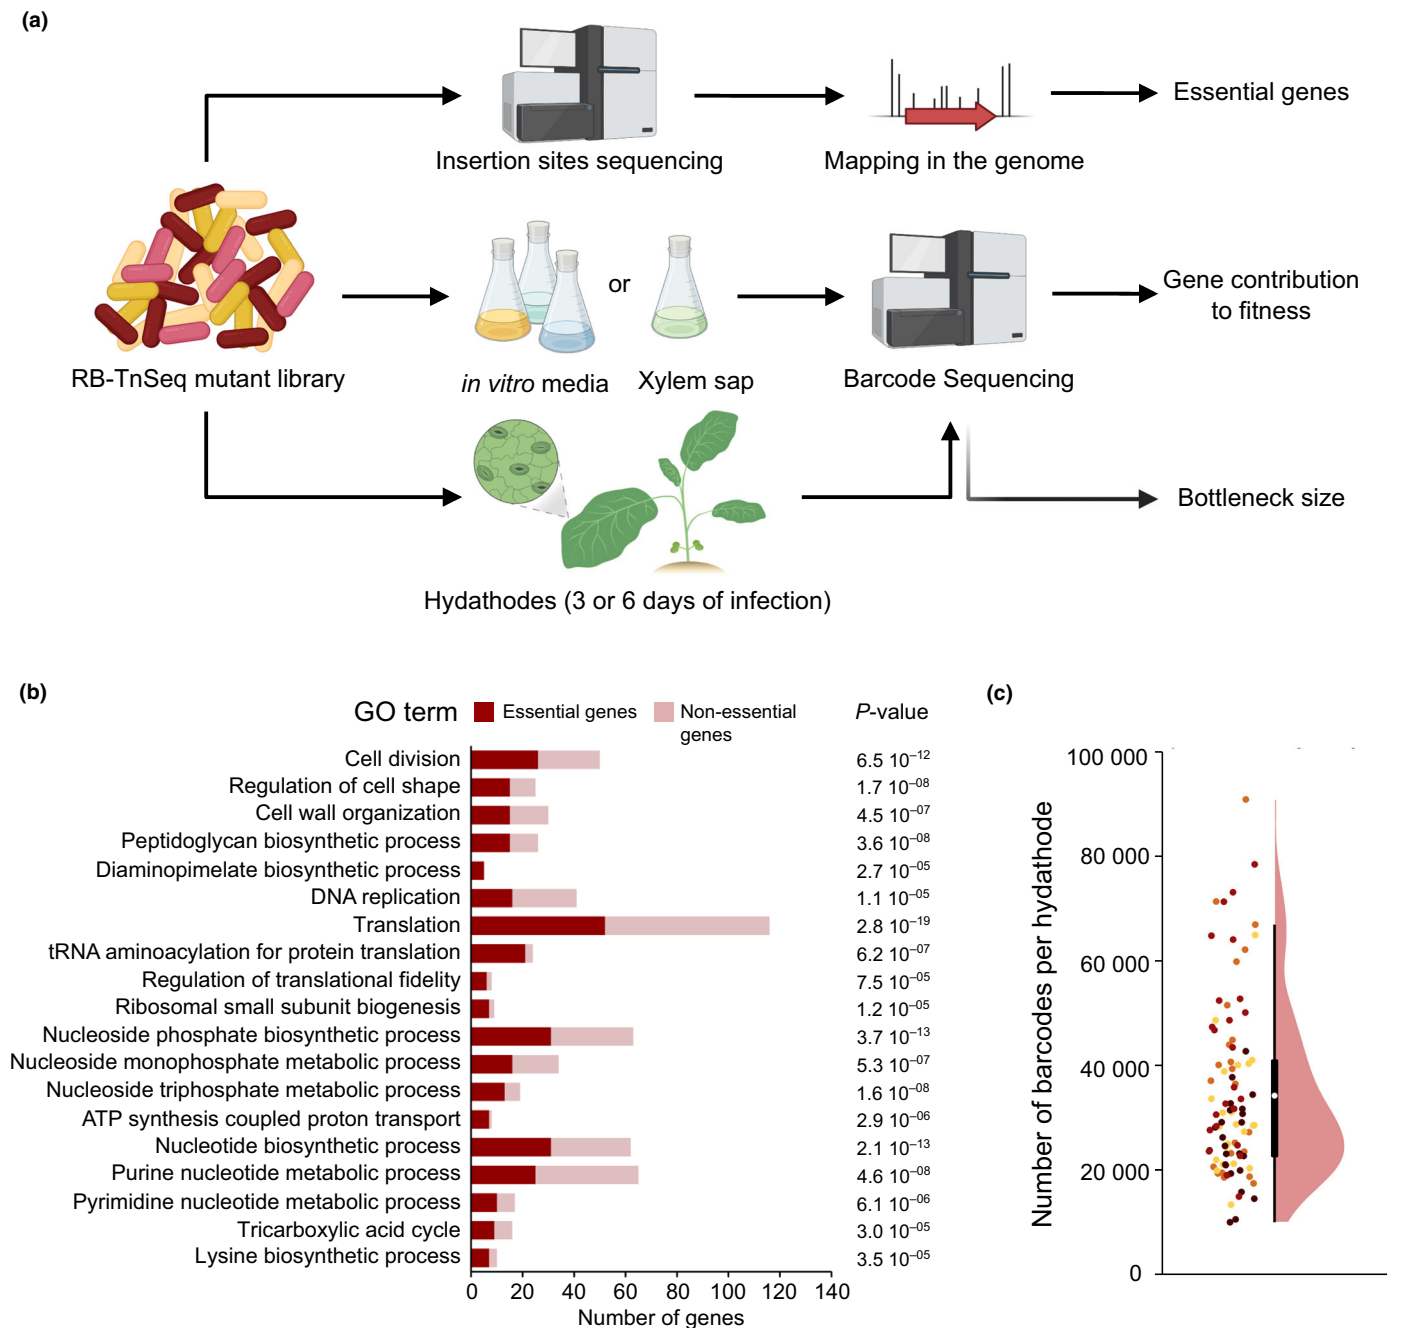 (a)
Insertion sites sequencing
Mapping in the genome
Essential genes
RB-TnSeq mutant library
in vitro media
or
Xylem sap
Barcode Sequencing
Gene contribution
to fitness
Bottleneck size
Hydathodes (3 or 6 days of infection)
(b)
GO term
Essential genes
Non-essential
genes
P-value
Cell division 6.5 10–12
Regulation of cell shape 1.7 10–08
Cell wall organization 4.5 10–07
Peptidoglycan biosynthetic process 3.6 10–08
Diaminopimelate biosynthetic process 2.7 10–05
DNA replication 1.1 10–05
Translation 2.8 10–19
tRNA aminoacylation for protein translation 6.2 10–07
Regulation of translational fidelity 7.5 10–05
Ribosomal small subunit biogenesis 1.2 10–05
Nucleoside phosphate biosynthetic process 3.7 10–13
Nucleoside monophosphate metabolic process 5.3 10–07
Nucleoside triphosphate metabolic process 1.6 10–08
ATP synthesis coupled proton transport 2.9 10–06
Nucleotide biosynthetic process 2.1 10–13
Purine nucleotide metabolic process 4.6 10–08
Pyrimidine nucleotide metabolic process 6.1 10–06
Tricarboxylic acid cycle 3.0 10–05
Lysine biosynthetic process 3.5 10–05
0 20 40 60 80 100 120 140
Number of genes
(c)
Number of barcodes per hydathode
100 000
80 000
60 000
40 000
20 000
0